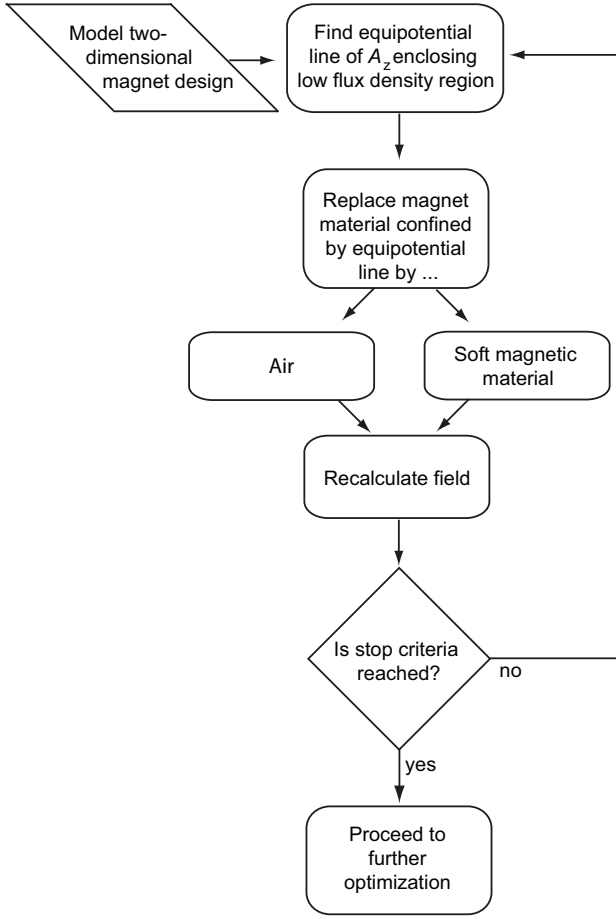 Model two-
dimensional
magnet design
Find equipotential
line of Az enclosing
low flux density region
Replace magnet
material confined
by equipotential
line by ...
Air
Soft magnetic
material
Recalculate field
Is stop criteria
reached?
no
yes
Proceed to
further
optimization